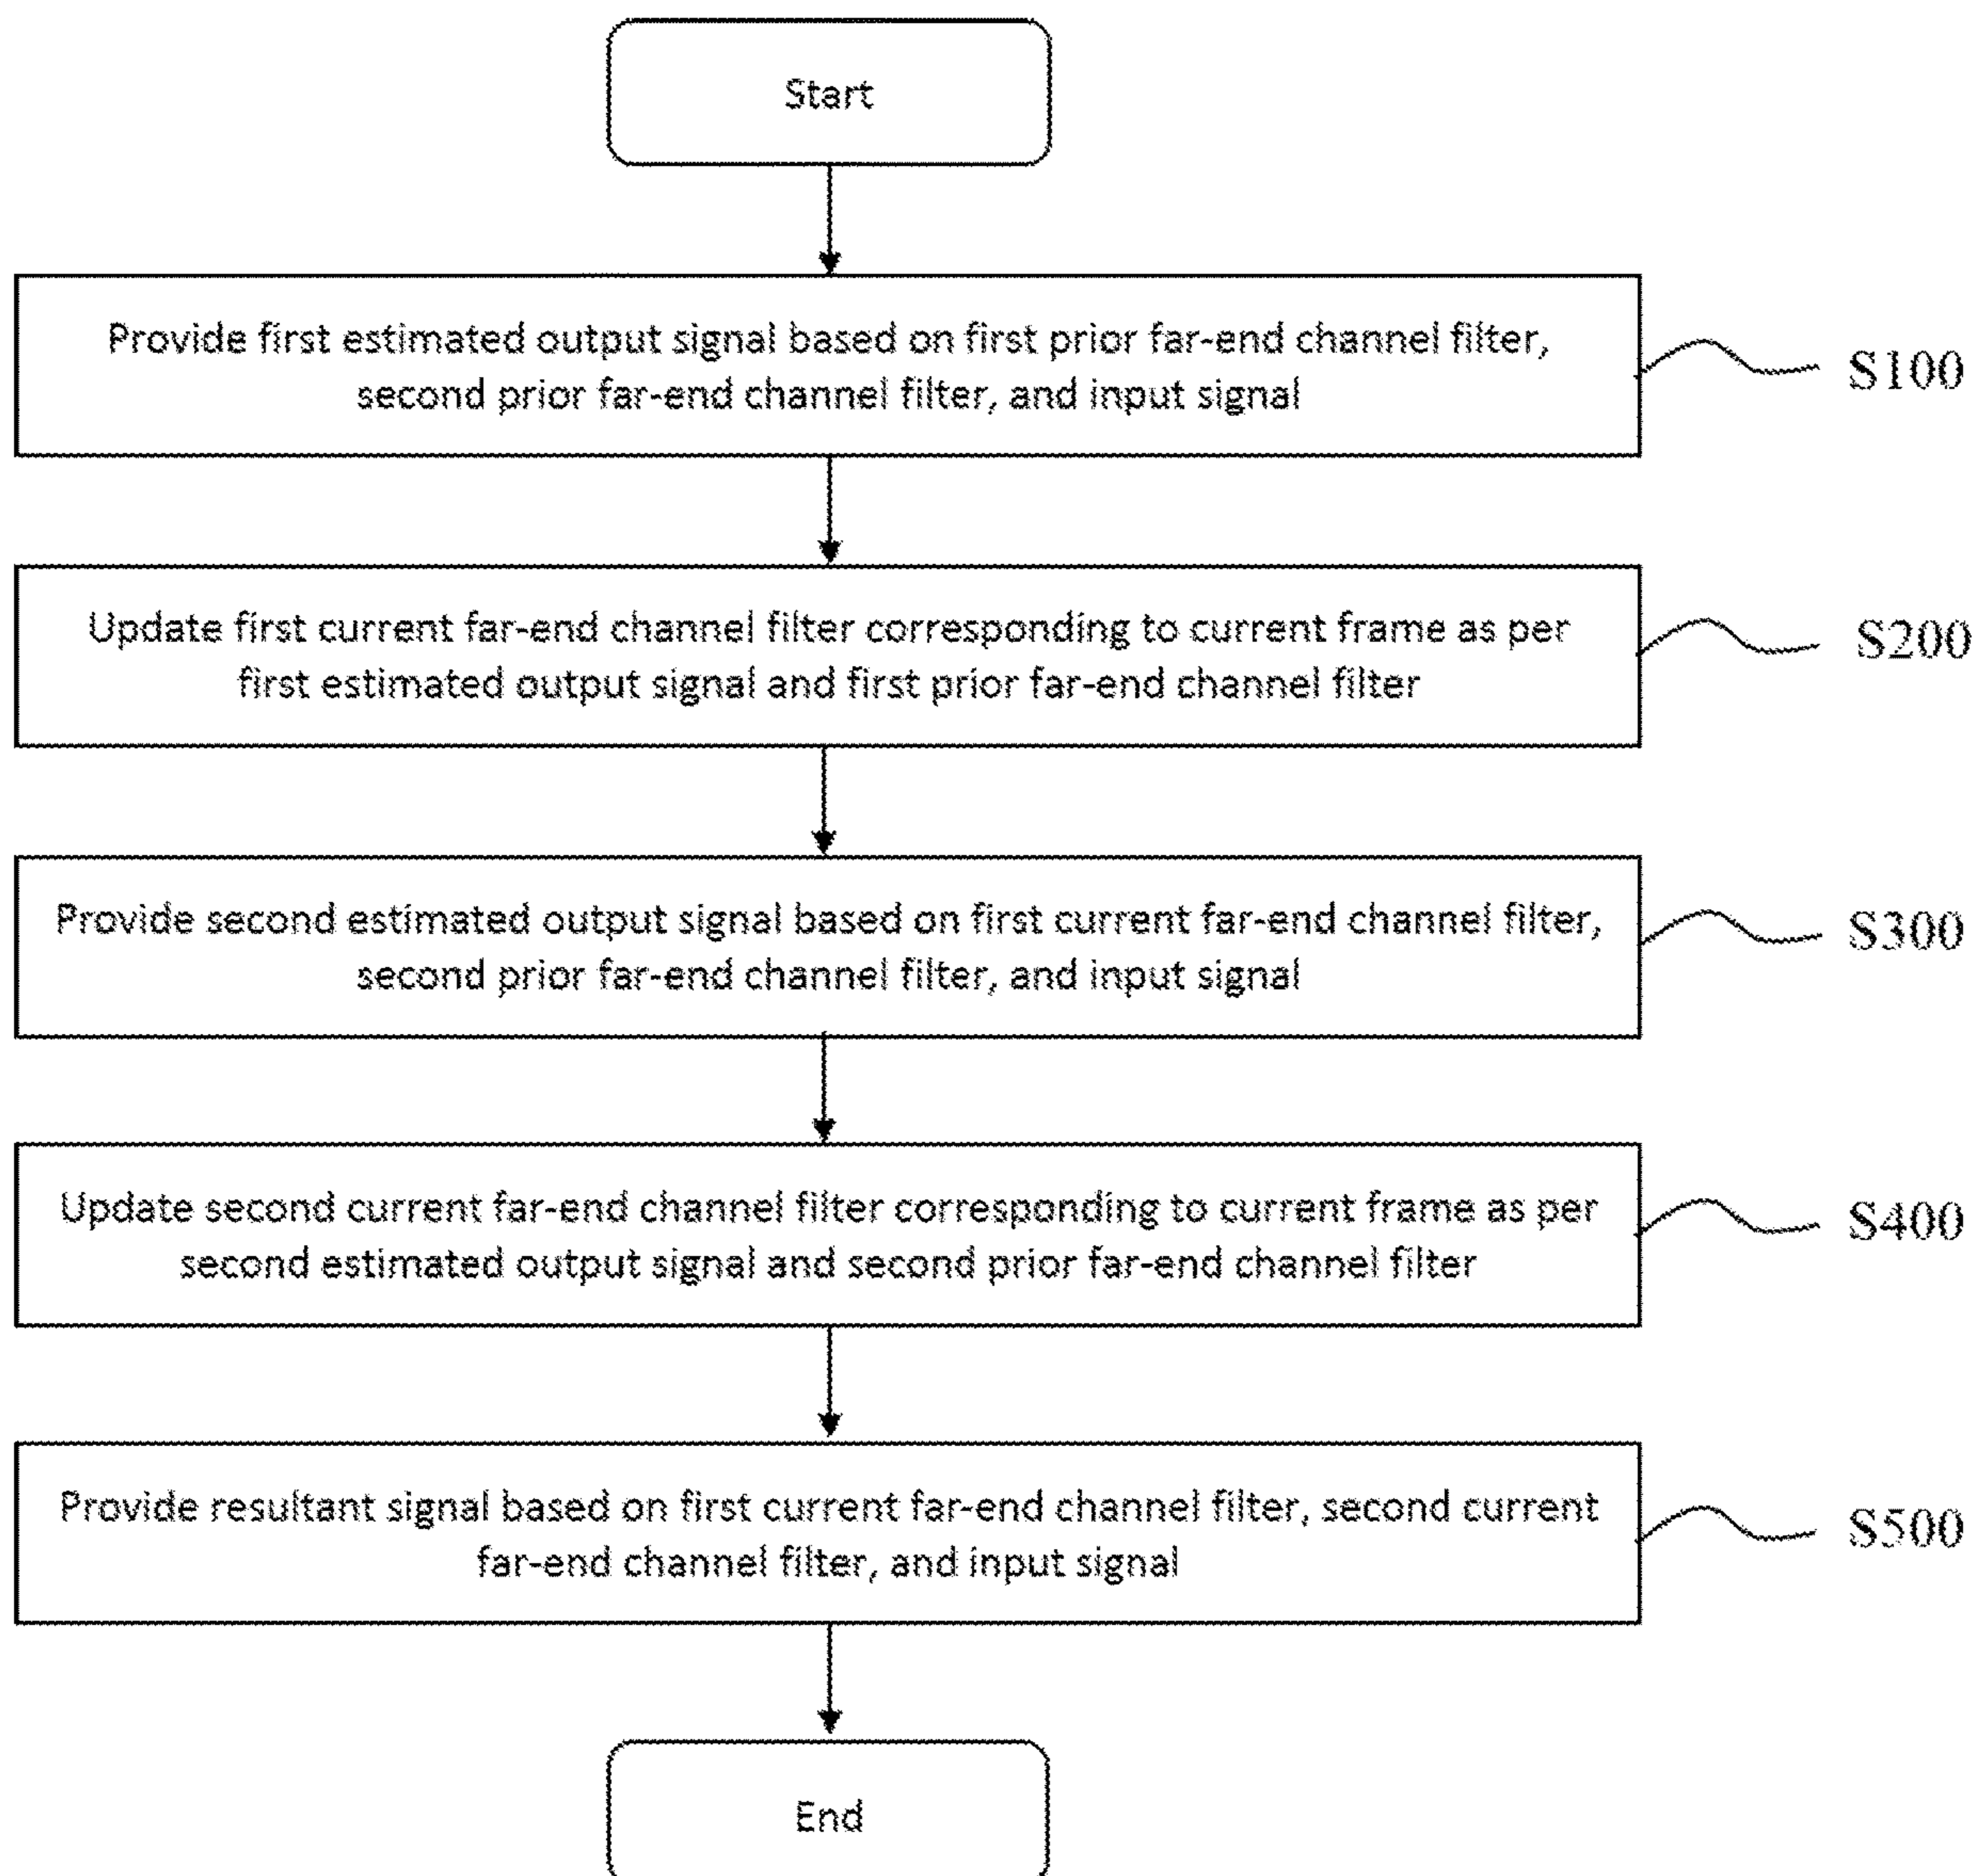 Start
Provide first estimated output signal based on first prior far-end channel filter,
second prior far-end channel filter, and input signal
S100
Update first current far-end channel filter corresponding to current frame as per
first estimated output signal and first prior far-end channel filter
S200
Provide second estimated output signal based on first current far-end channel filter,
second prior far-end channel filter, and input signal
S300
Update second current far-end channel filter corresponding to current frame as per
second estimated output signal and second prior far-end channel filter
S400
Provide resultant signal based on first current far-end channel filter, second current
far-end channel filter, and input signal
S500
End